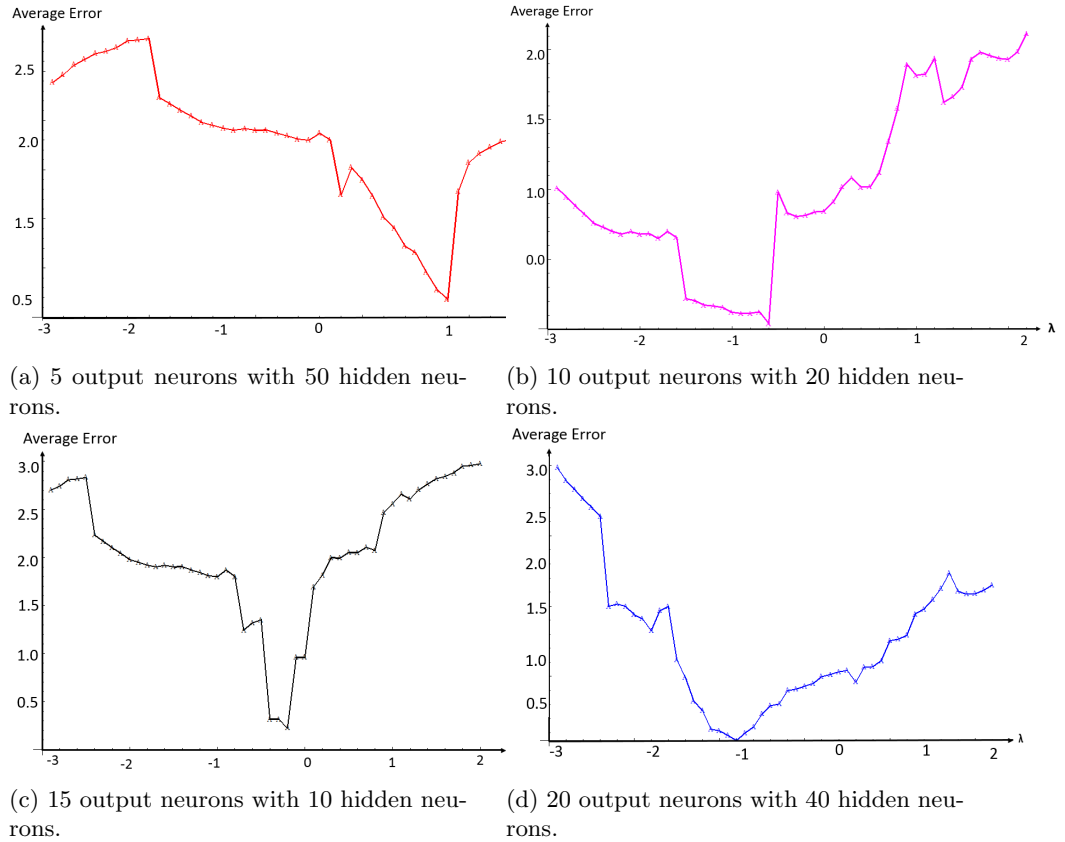 Average Error
2.5
2.0
1.5
0.5
-3 -2 -1 0 1
(a) 5 output neurons with 50 hidden neu-
rons.
Average Error
2.0
1.5
1.0
0.0
-3 -2 -1 0 1 2 λ
(b) 10 output neurons with 20 hidden neu-
rons.
Average Error
3.0
2.5
2.0
1.5
1.0
0.5
-3 -2 -1 0 1 2
(c) 15 output neurons with 10 hidden neu-
rons.
Average Error
3.0
2.5
2.0
1.5
1.0
0.5
-3 -2 -1 0 1 2 λ
(d) 20 output neurons with 40 hidden neu-
rons.